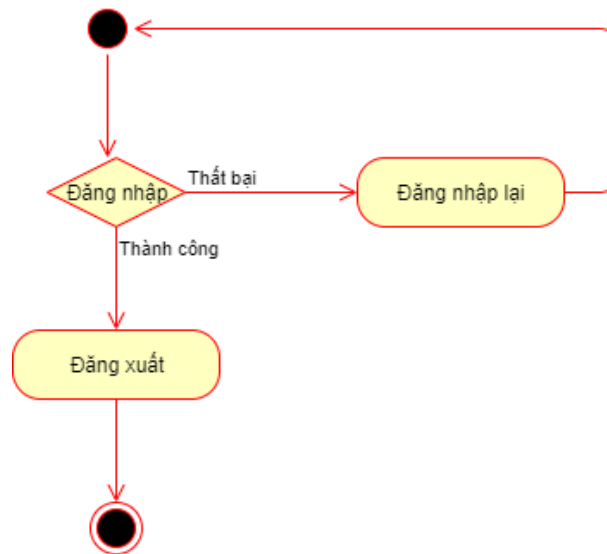 Đăng nhập
Thất bại
Đăng nhập lại
Thành công
Đăng xuất